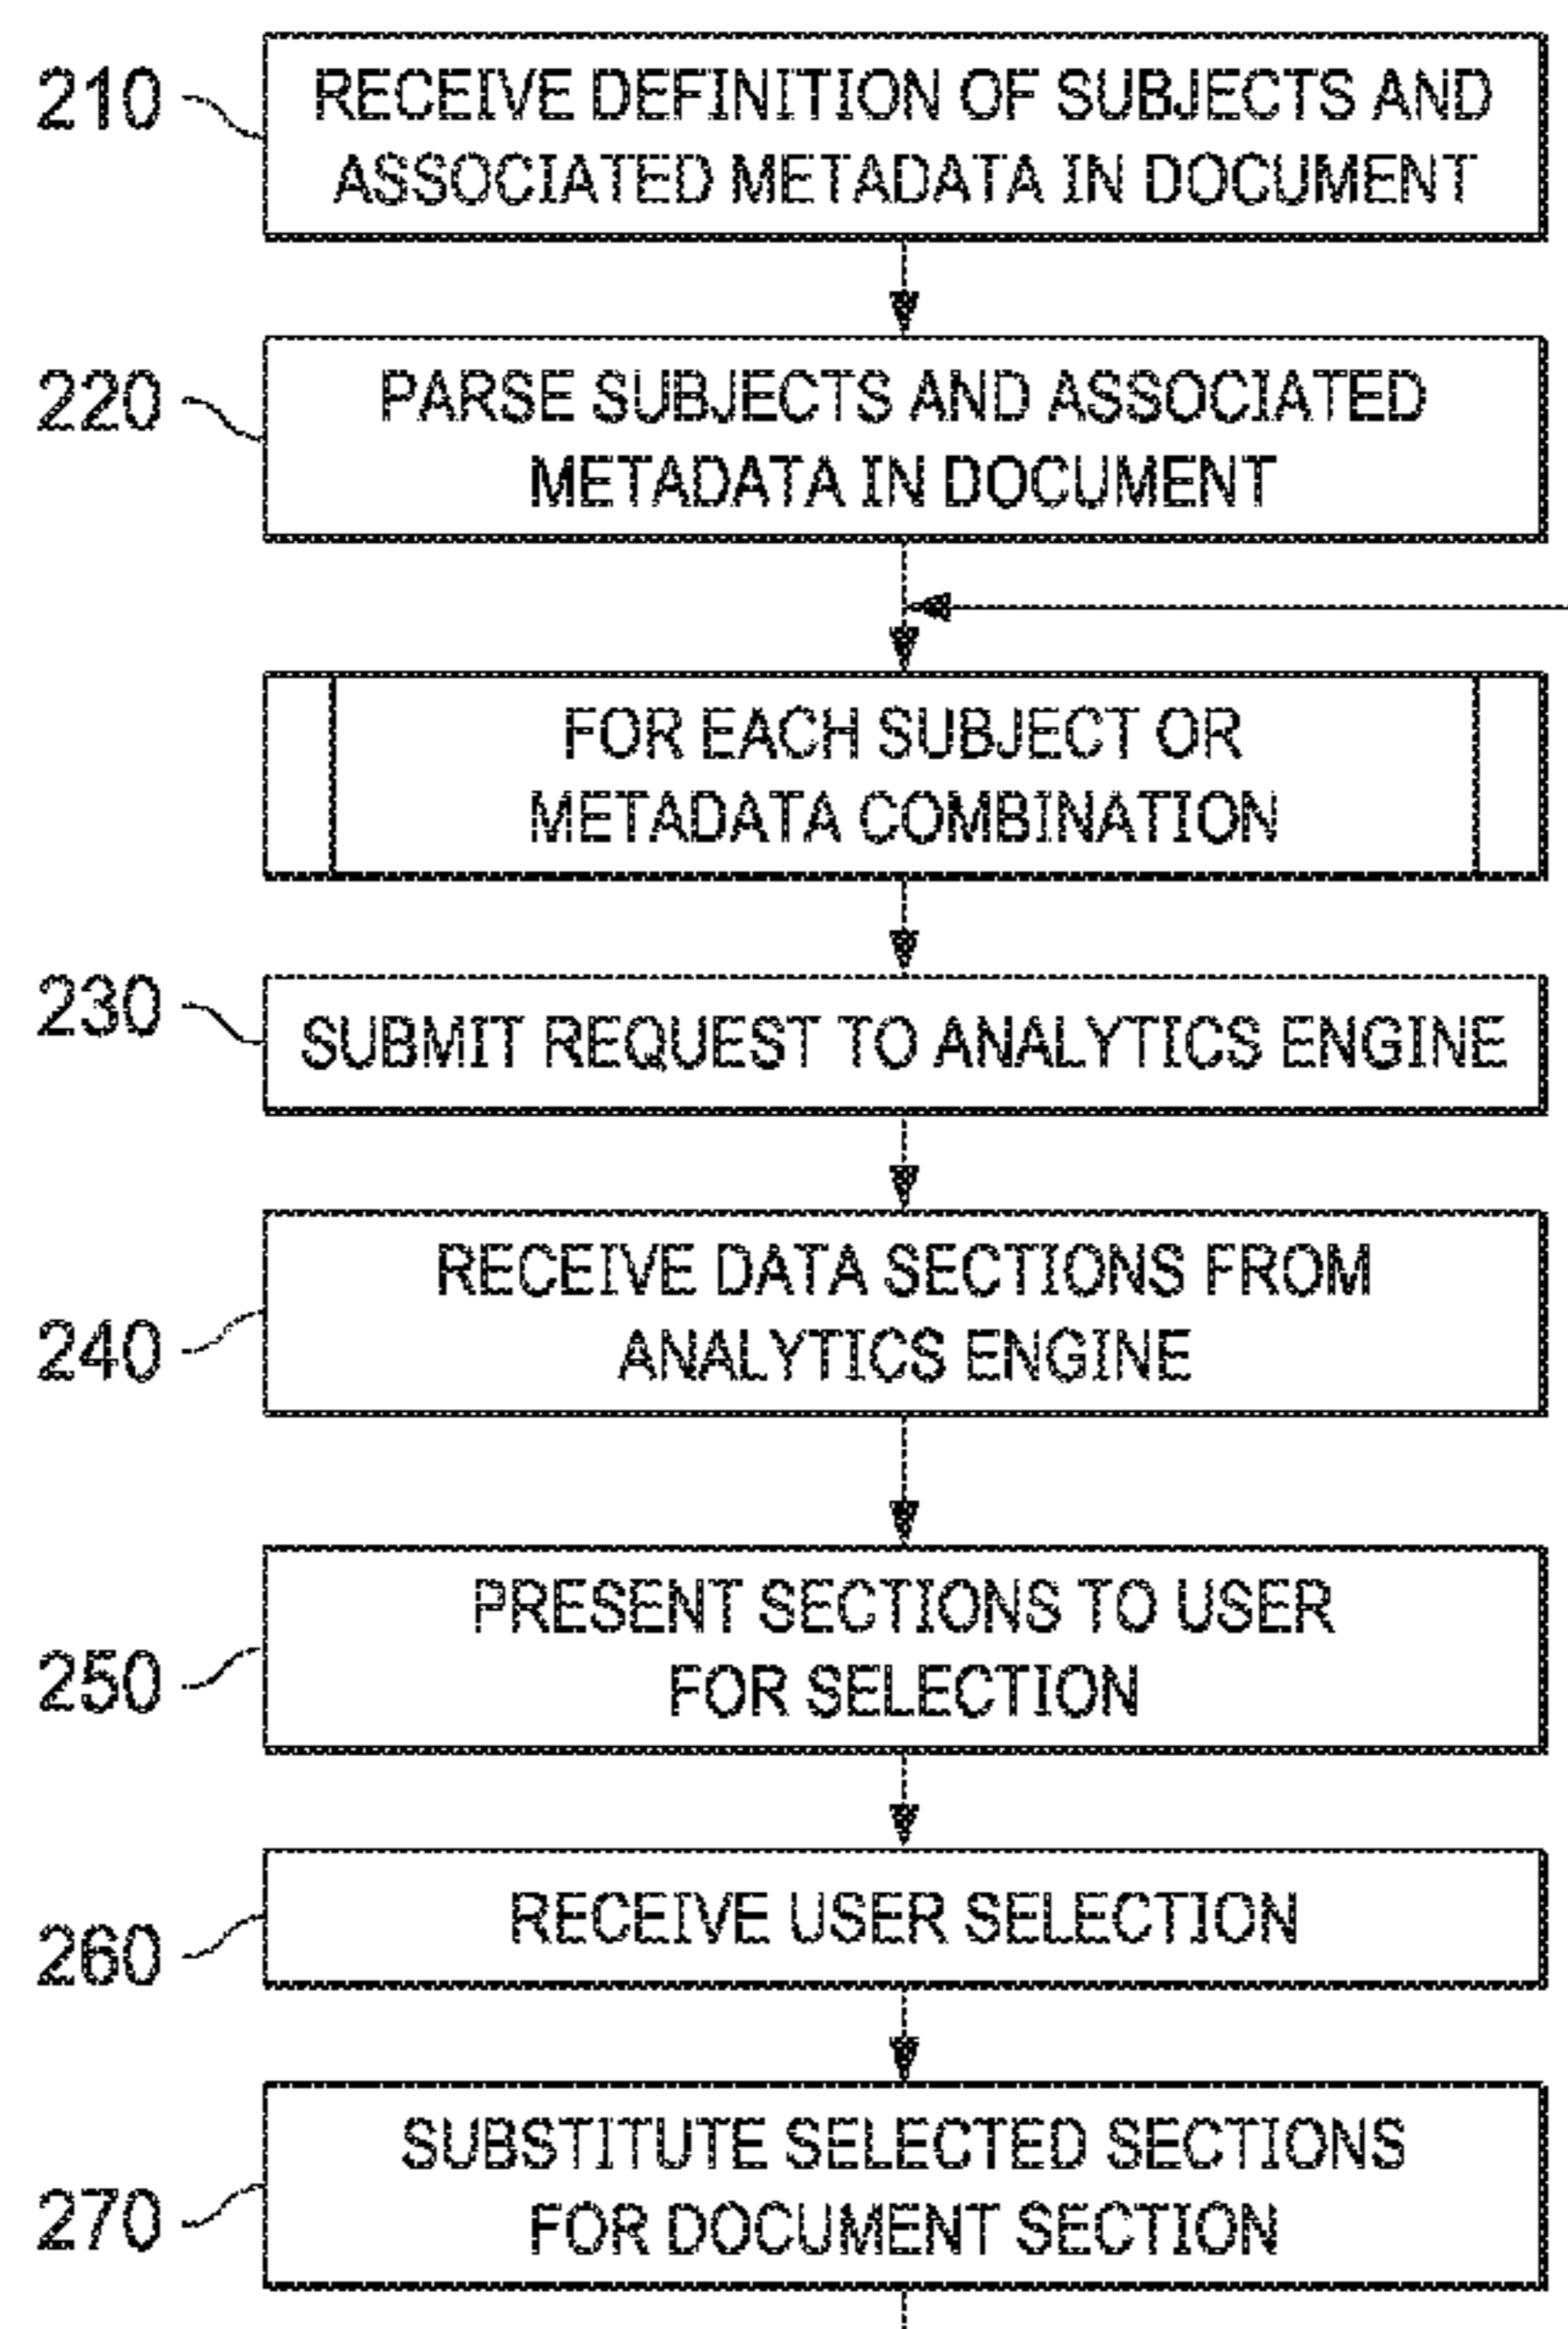 210
RECEIVE DEFINITION OF SUBJECTS AND
ASSOCIATED METADATA IN DOCUMENT
220
PARSE SUBJECTS AND ASSOCIATED
METADATA IN DOCUMENT
FOR EACH SUBJECT OR
METADATA COMBINATION
230
SUBMIT REQUEST TO ANALYTICS ENGINE
240
RECEIVE DATA SECTIONS FROM
ANALYTICS ENGINE
250
PRESENT SECTIONS TO USER
FOR SELECTION
260
RECEIVE USER SELECTION
270
SUBSTITUTE SELECTED SECTIONS
FOR DOCUMENT SECTION